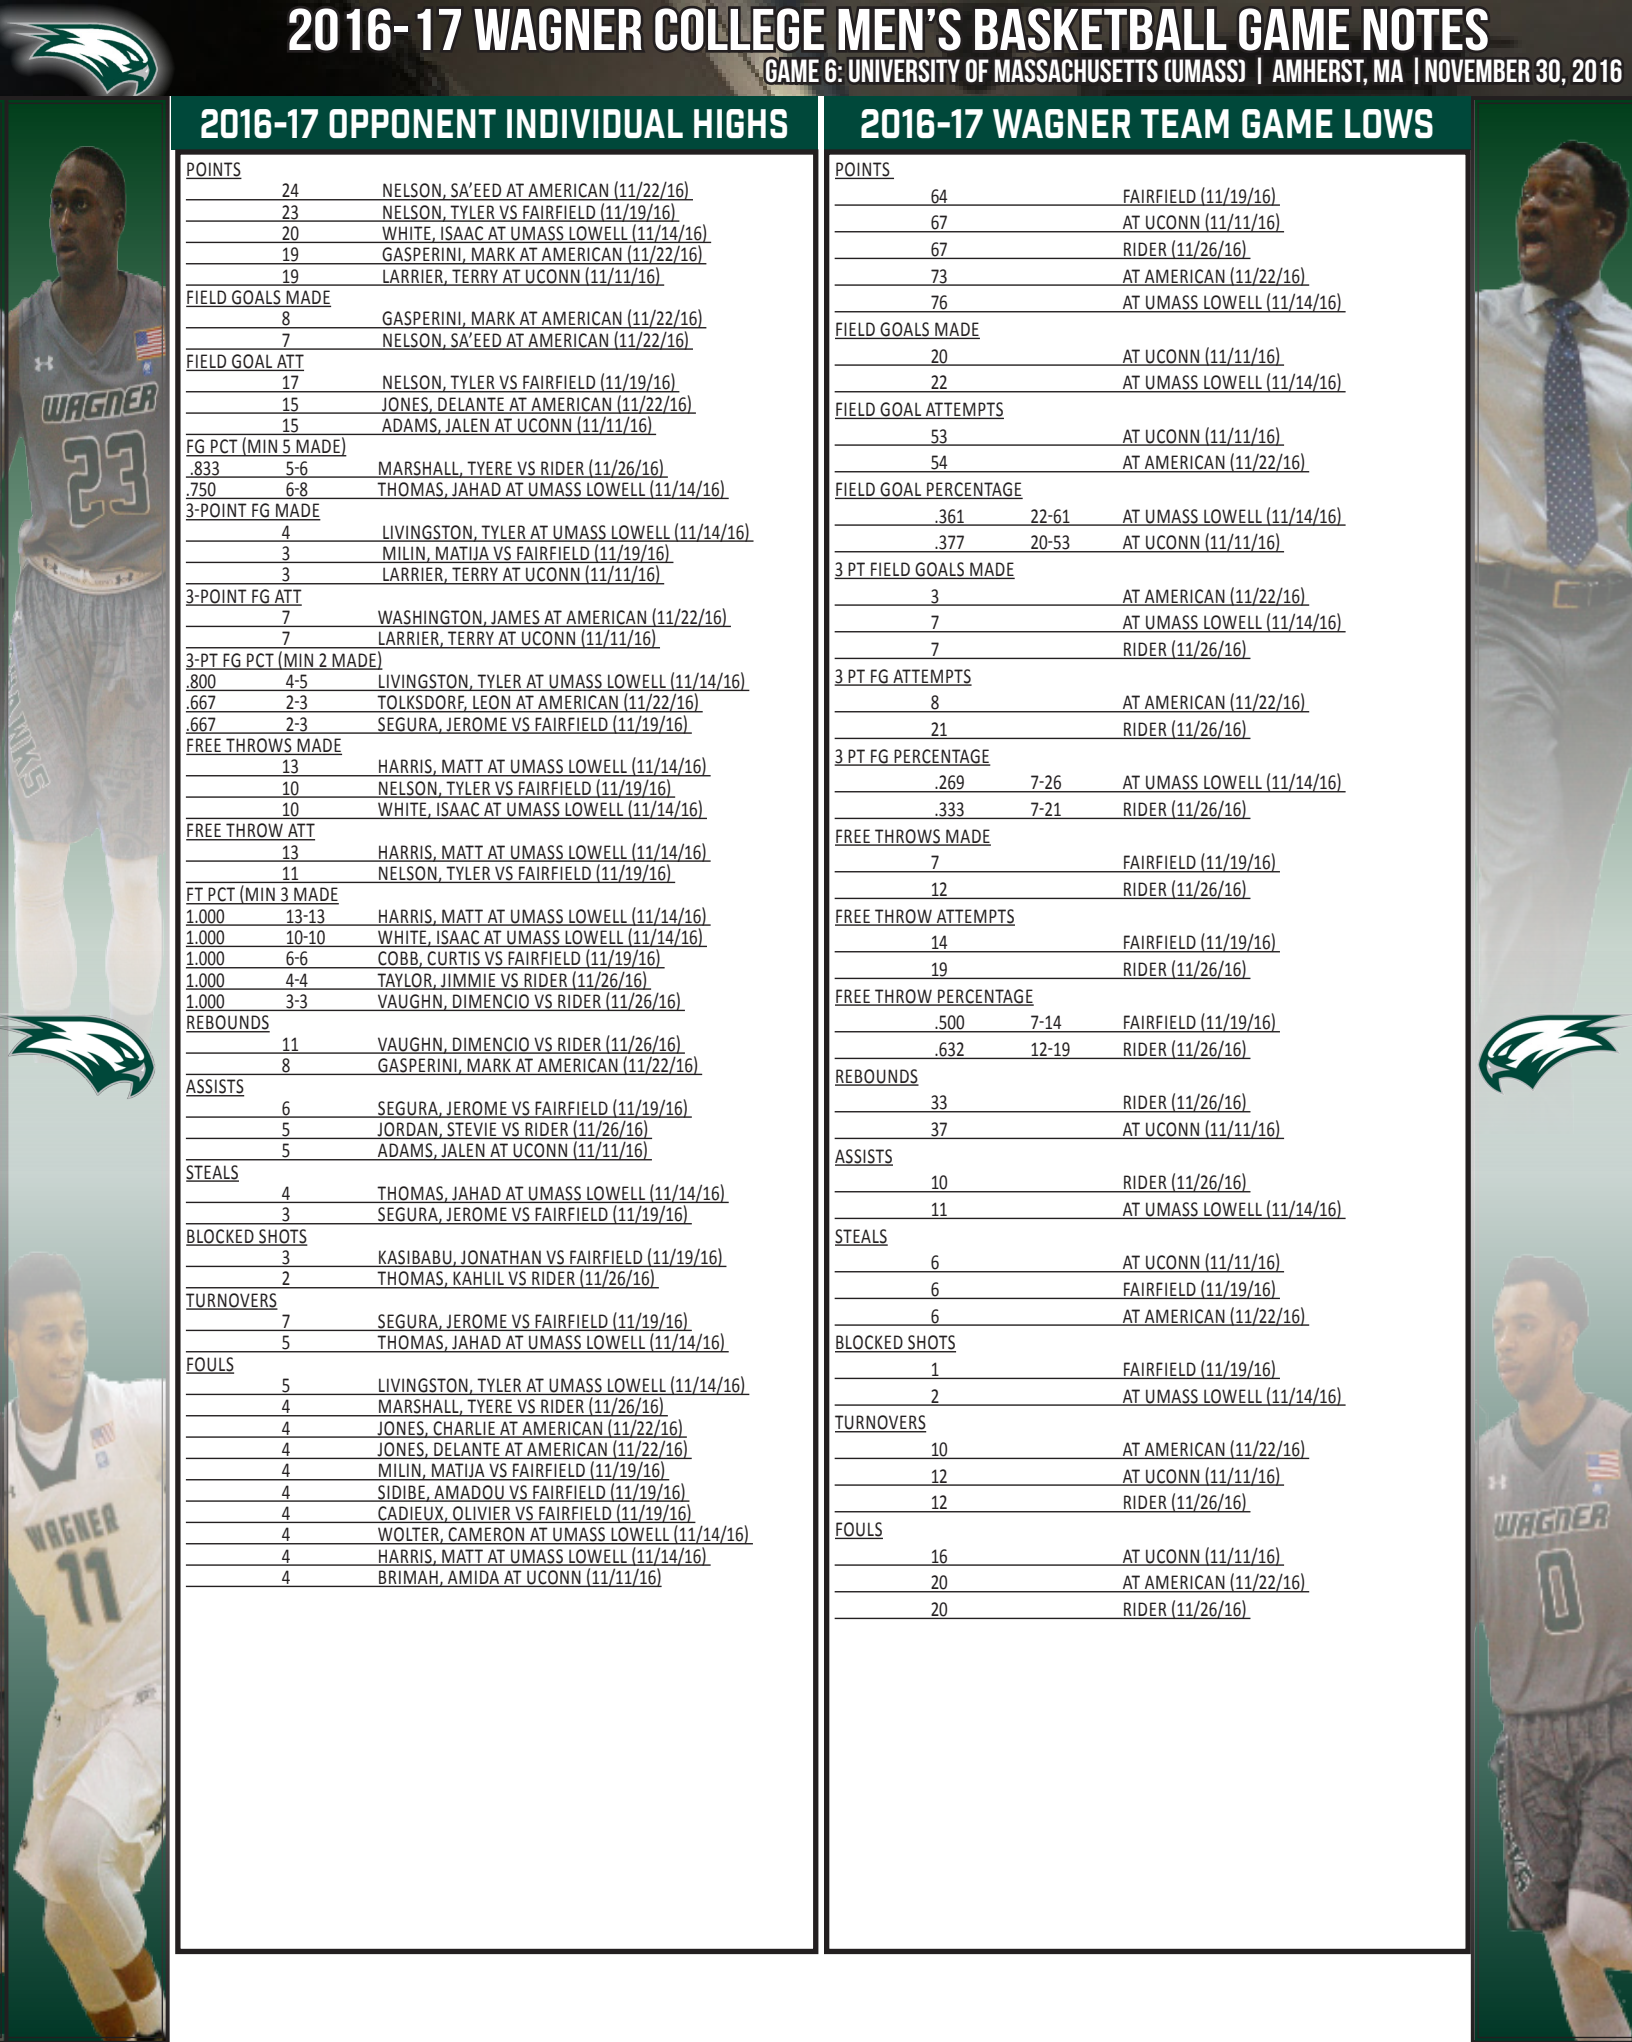 2016-17 WAGNER COLLEGE MEN'S BASKETBALL GAME NOTES
GAME 6: UNIVERSITY OF MASSACHUSETTS (UMASS) | AMHERST, MA | NOVEMBER 30, 2016
2016-17 OPPONENT INDIVIDUAL HIGHS
POINTS
24 NELSON, SA'EED AT AMERICAN (11/22/16)
23 NELSON, TYLER VS FAIRFIELD (11/19/16)
20 WHITE, ISAAC AT UMASS LOWELL (11/14/16)
19 GASPERINI, MARK AT AMERICAN (11/22/16)
19 LARRIER, TERRY AT UCONN (11/11/16)
FIELD GOALS MADE
8 GASPERINI, MARK AT AMERICAN (11/22/16)
7 NELSON, SA'EED AT AMERICAN (11/22/16)
FIELD GOAL ATT
17 NELSON, TYLER VS FAIRFIELD (11/19/16)
15 JONES, DELANTE AT AMERICAN (11/22/16)
15 ADAMS, JALEN AT UCONN (11/11/16)
FG PCT (MIN 5 MADE)
.833 5-6 MARSHALL, TYERE VS RIDER (11/26/16)
.750 6-8 THOMAS, JAHAD AT UMASS LOWELL (11/14/16)
3-POINT FG MADE
4 LIVINGSTON, TYLER AT UMASS LOWELL (11/14/16)
3 MILIN, MATIJA VS FAIRFIELD (11/19/16)
3 LARRIER, TERRY AT UCONN (11/11/16)
3-POINT FG ATT
7 WASHINGTON, JAMES AT AMERICAN (11/22/16)
7 LARRIER, TERRY AT UCONN (11/11/16)
3-PT FG PCT (MIN 2 MADE)
.800 4-5 LIVINGSTON, TYLER AT UMASS LOWELL (11/14/16)
.667 2-3 TOLKSDORF, LEON AT AMERICAN (11/22/16)
.667 2-3 SEGURA, JEROME VS FAIRFIELD (11/19/16)
FREE THROWS MADE
13 HARRIS, MATT AT UMASS LOWELL (11/14/16)
10 NELSON, TYLER VS FAIRFIELD (11/19/16)
10 WHITE, ISAAC AT UMASS LOWELL (11/14/16)
FREE THROW ATT
13 HARRIS, MATT AT UMASS LOWELL (11/14/16)
11 NELSON, TYLER VS FAIRFIELD (11/19/16)
FT PCT (MIN 3 MADE
1.000 13-13 HARRIS, MATT AT UMASS LOWELL (11/14/16)
1.000 10-10 WHITE, ISAAC AT UMASS LOWELL (11/14/16)
1.000 6-6 COBB, CURTIS VS FAIRFIELD (11/19/16)
1.000 4-4 TAYLOR, JIMMIE VS RIDER (11/26/16)
1.000 3-3 VAUGHN, DIMENCIO VS RIDER (11/26/16)
REBOUNDS
11 VAUGHN, DIMENCIO VS RIDER (11/26/16)
8 GASPERINI, MARK AT AMERICAN (11/22/16)
ASSISTS
6 SEGURA, JEROME VS FAIRFIELD (11/19/16)
5 JORDAN, STEVIE VS RIDER (11/26/16)
5 ADAMS, JALEN AT UCONN (11/11/16)
STEALS
4 THOMAS, JAHAD AT UMASS LOWELL (11/14/16)
3 SEGURA, JEROME VS FAIRFIELD (11/19/16)
BLOCKED SHOTS
3 KASIBABU, JONATHAN VS FAIRFIELD (11/19/16)
2 THOMAS, KAHLIL VS RIDER (11/26/16)
TURNOVERS
7 SEGURA, JEROME VS FAIRFIELD (11/19/16)
5 THOMAS, JAHAD AT UMASS LOWELL (11/14/16)
FOULS
5 LIVINGSTON, TYLER AT UMASS LOWELL (11/14/16)
4 MARSHALL, TYERE VS RIDER (11/26/16)
4 JONES, CHARLIE AT AMERICAN (11/22/16)
4 JONES, DELANTE AT AMERICAN (11/22/16)
4 MILIN, MATIJA VS FAIRFIELD (11/19/16)
4 SIDIBE, AMADOU VS FAIRFIELD (11/19/16)
4 CADIEUX, OLIVIER VS FAIRFIELD (11/19/16)
4 WOLTER, CAMERON AT UMASS LOWELL (11/14/16)
4 HARRIS, MATT AT UMASS LOWELL (11/14/16)
4 BRIMAH, AMIDA AT UCONN (11/11/16)
2016-17 WAGNER TEAM GAME LOWS
POINTS
64 FAIRFIELD (11/19/16)
67 AT UCONN (11/11/16)
67 RIDER (11/26/16)
73 AT AMERICAN (11/22/16)
76 AT UMASS LOWELL (11/14/16)
FIELD GOALS MADE
20 AT UCONN (11/11/16)
22 AT UMASS LOWELL (11/14/16)
FIELD GOAL ATTEMPTS
53 AT UCONN (11/11/16)
54 AT AMERICAN (11/22/16)
FIELD GOAL PERCENTAGE
.361 22-61 AT UMASS LOWELL (11/14/16)
.377 20-53 AT UCONN (11/11/16)
3 PT FIELD GOALS MADE
3 AT AMERICAN (11/22/16)
7 AT UMASS LOWELL (11/14/16)
7 RIDER (11/26/16)
3 PT FG ATTEMPTS
8 AT AMERICAN (11/22/16)
21 RIDER (11/26/16)
3 PT FG PERCENTAGE
.269 7-26 AT UMASS LOWELL (11/14/16)
.333 7-21 RIDER (11/26/16)
FREE THROWS MADE
7 FAIRFIELD (11/19/16)
12 RIDER (11/26/16)
FREE THROW ATTEMPTS
14 FAIRFIELD (11/19/16)
19 RIDER (11/26/16)
FREE THROW PERCENTAGE
.500 7-14 FAIRFIELD (11/19/16)
.632 12-19 RIDER (11/26/16)
REBOUNDS
33 RIDER (11/26/16)
37 AT UCONN (11/11/16)
ASSISTS
10 RIDER (11/26/16)
11 AT UMASS LOWELL (11/14/16)
STEALS
6 AT UCONN (11/11/16)
6 FAIRFIELD (11/19/16)
6 AT AMERICAN (11/22/16)
BLOCKED SHOTS
1 FAIRFIELD (11/19/16)
2 AT UMASS LOWELL (11/14/16)
TURNOVERS
10 AT AMERICAN (11/22/16)
12 AT UCONN (11/11/16)
12 RIDER (11/26/16)
FOULS
16 AT UCONN (11/11/16)
20 AT AMERICAN (11/22/16)
20 RIDER (11/26/16)
WAGNER
23
WAGNER
11
WAGNER
0